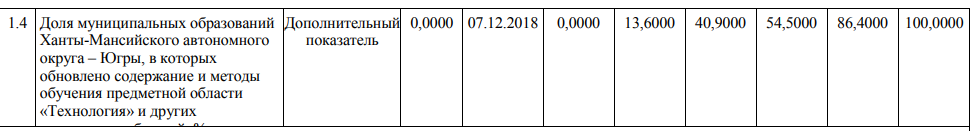 1.4 Доля муниципальных образований Дополнительный 0,0000 07.12.2018 0,0000 13,6000 40,9000 54,5000 86,4000 100,0000
Ханты-Мансийского автономного показатель
округа – Югры, в которых
обновлено содержание и методы
обучения предметной области
«Технология» и других